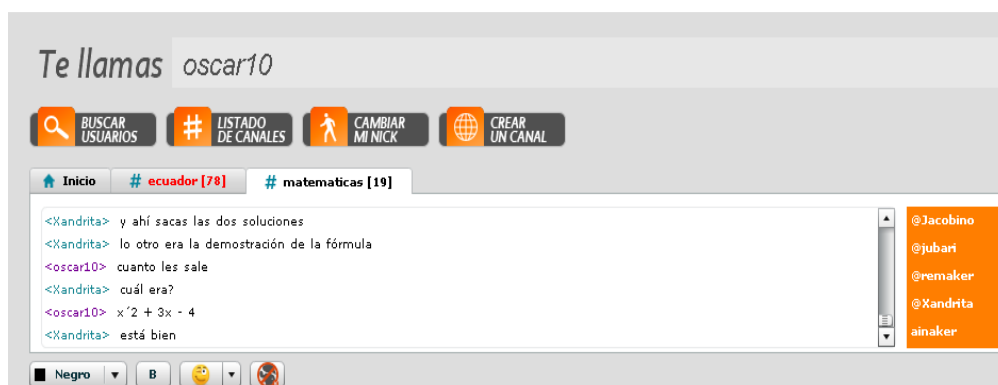 Te llamas oscar10
BUSCAR USUARIOS
LISTADO DE CANALES
CAMBIAR MI NICK
CREAR UN CANAL
Inicio
# ecuador [78]
# matematicas [19]
<Xandrita> y ahí sacas las dos soluciones
<Xandrita> lo otro era la demostración de la fórmula
<oscar10> cuanto les sale
<Xandrita> cuál era?
<oscar10> x´2 + 3x - 4
<Xandrita> está bien
@Jacobino
@jubari
@remaker
@Xandrita
ainaker
Negro
B